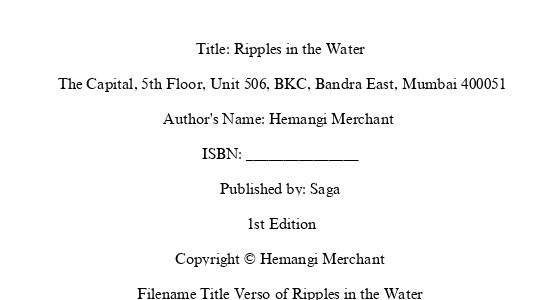 Title: Ripples in the Water
The Capital, 5th Floor, Unit 506, BKC, Bandra East, Mumbai 400051
Author's Name: Hemangi Merchant
ISBN: _______________
Published by: Saga
1st Edition
Copyright © Hemangi Merchant
Filename Title Verso of Ripples in the Water